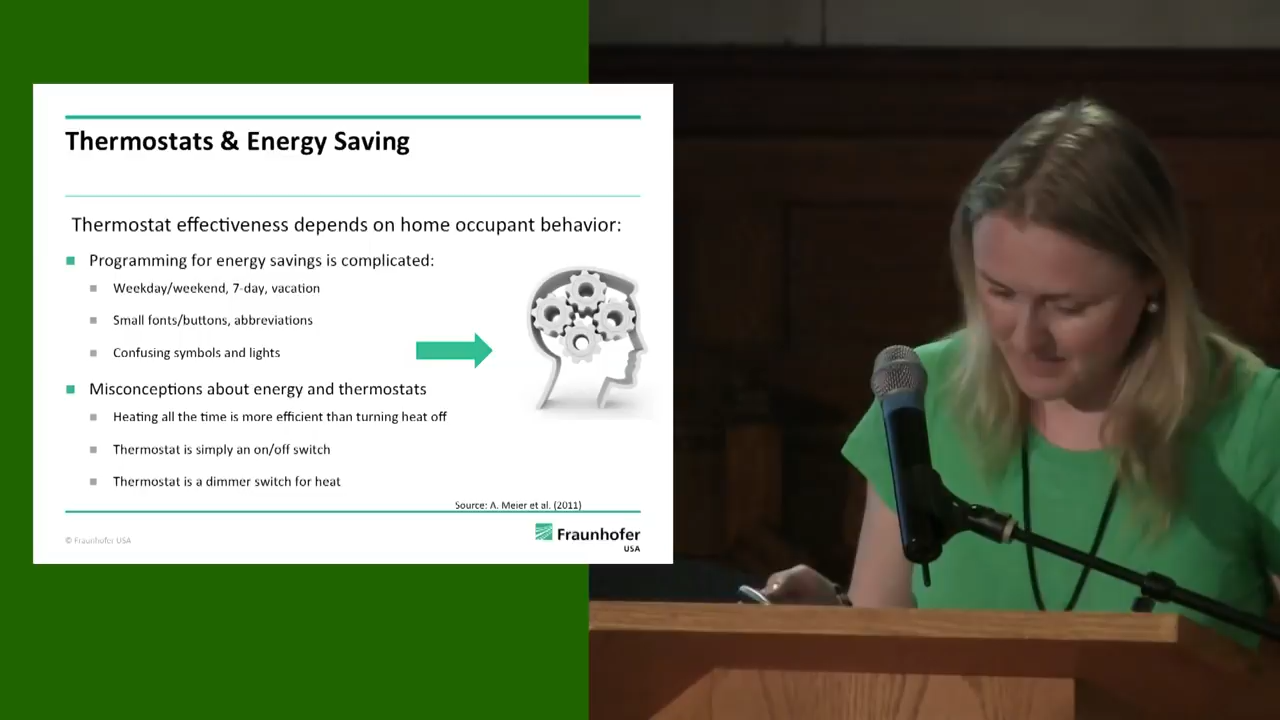 Thermostats & Energy Saving
Thermostat effectiveness depends on home occupant behavior:
Programming for energy savings is complicated:
Weekday/weekend, 7-day, vacation
Small fonts/buttons, abbreviations
Confusing symbols and lights
Misconceptions about energy and thermostats
Heating all the time is more efficient than turning heat off
Thermostat is simply an on/off switch
Thermostat is a dimmer switch for heat
Source: A. Meier et al. (2011)
© Fraunhofer USA
Fraunhofer
USA